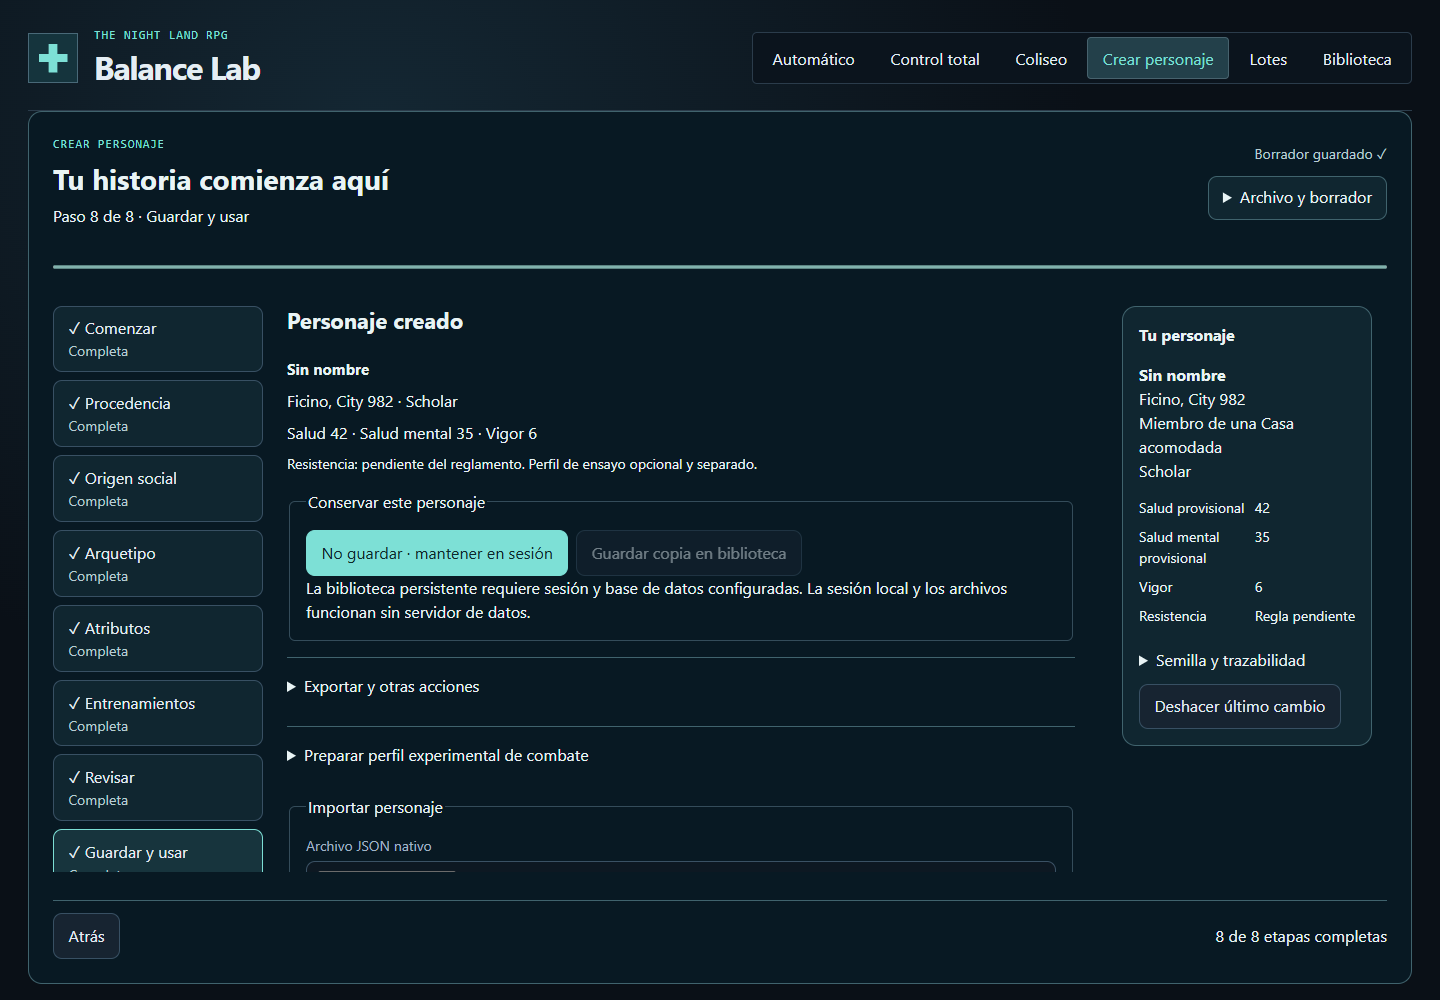 THE NIGHT LAND RPG
Balance Lab
Automático
Control total
Coliseo
Crear personaje
Lotes
Biblioteca
CREAR PERSONAJE
Tu historia comienza aquí
Paso 8 de 8 · Guardar y usar
Borrador guardado ✓
▶ Archivo y borrador
✓ Comenzar
Completa
✓ Procedencia
Completa
✓ Origen social
Completa
✓ Arquetipo
Completa
✓ Atributos
Completa
✓ Entrenamientos
Completa
✓ Revisar
Completa
✓ Guardar y usar
Personaje creado
Sin nombre
Ficino, City 982 · Scholar
Salud 42 · Salud mental 35 · Vigor 6
Resistencia: pendiente del reglamento. Perfil de ensayo opcional y separado.
Conservar este personaje
No guardar · mantener en sesión
Guardar copia en biblioteca
La biblioteca persistente requiere sesión y base de datos configuradas. La sesión local y los archivos
funcionan sin servidor de datos.
▶ Exportar y otras acciones
▶ Preparar perfil experimental de combate
Importar personaje
Archivo JSON nativo
Tu personaje
Sin nombre
Ficino, City 982
Miembro de una Casa
acomodada
Scholar
Salud provisional 42
Salud mental 35
provisional
Vigor 6
Resistencia Regla pendiente
▶ Semilla y trazabilidad
Deshacer último cambio
Atrás
8 de 8 etapas completas